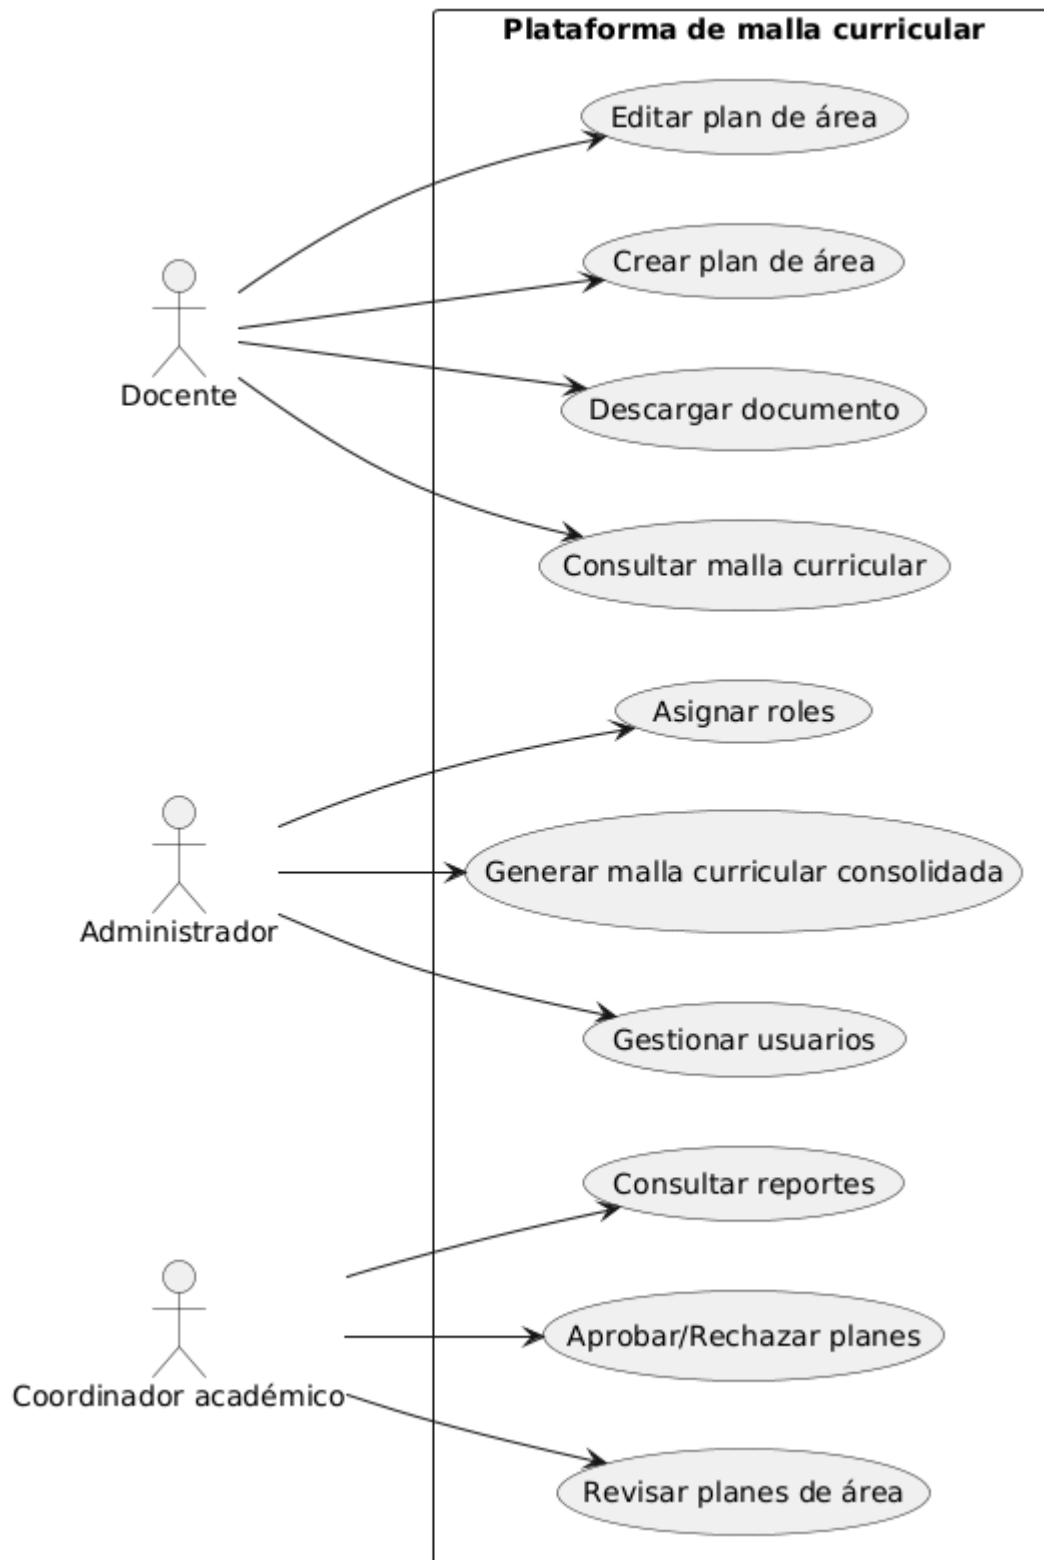 Plataforma de malla curricular
Editar plan de área
Crear plan de área
Docente
Descargar documento
Consultar malla curricular
Asignar roles
Generar malla curricular consolidada
Administrador
Gestionar usuarios
Consultar reportes
Aprobar/Rechazar planes
Coordinador académico
Revisar planes de área